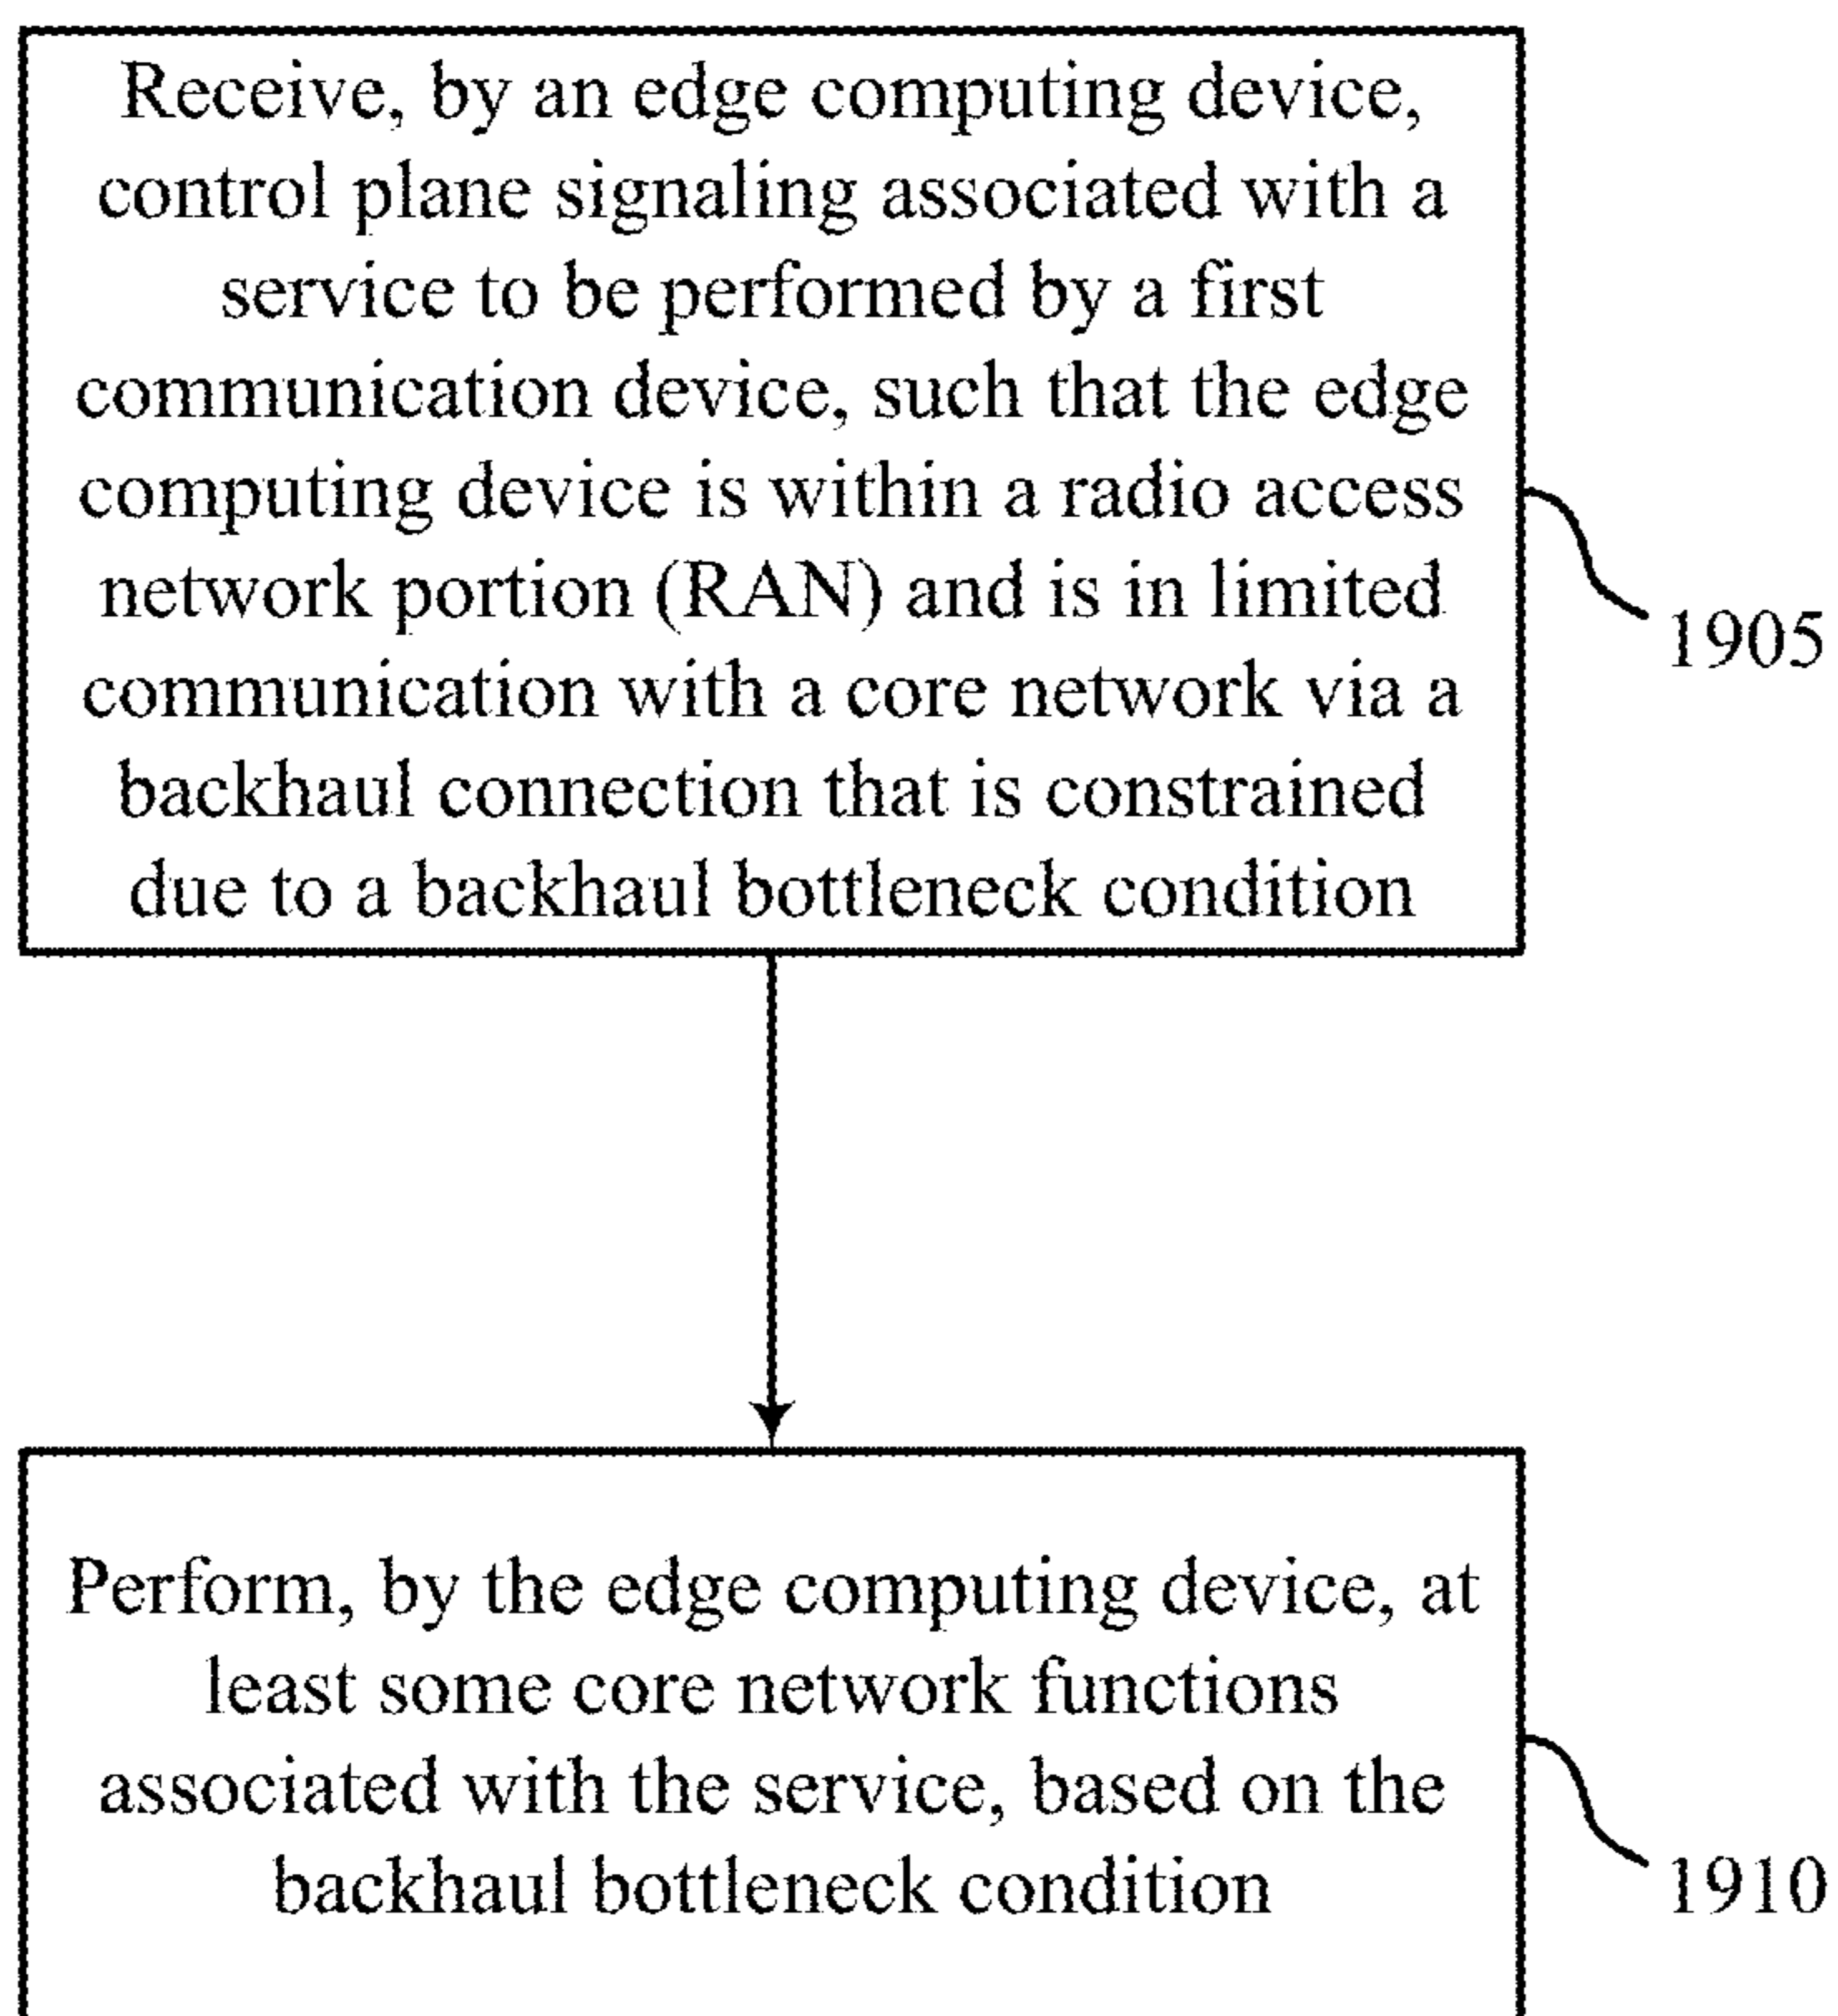 Receive, by an edge computing device,
control plane signaling associated with a
service to be performed by a first
communication device, such that the edge
computing device is within a radio access
network portion (RAN) and is in limited
communication with a core network via a
backhaul connection that is constrained
due to a backhaul bottleneck condition
1905
Perform, by the edge computing device, at
least some core network functions
associated with the service, based on the
backhaul bottleneck condition
1910